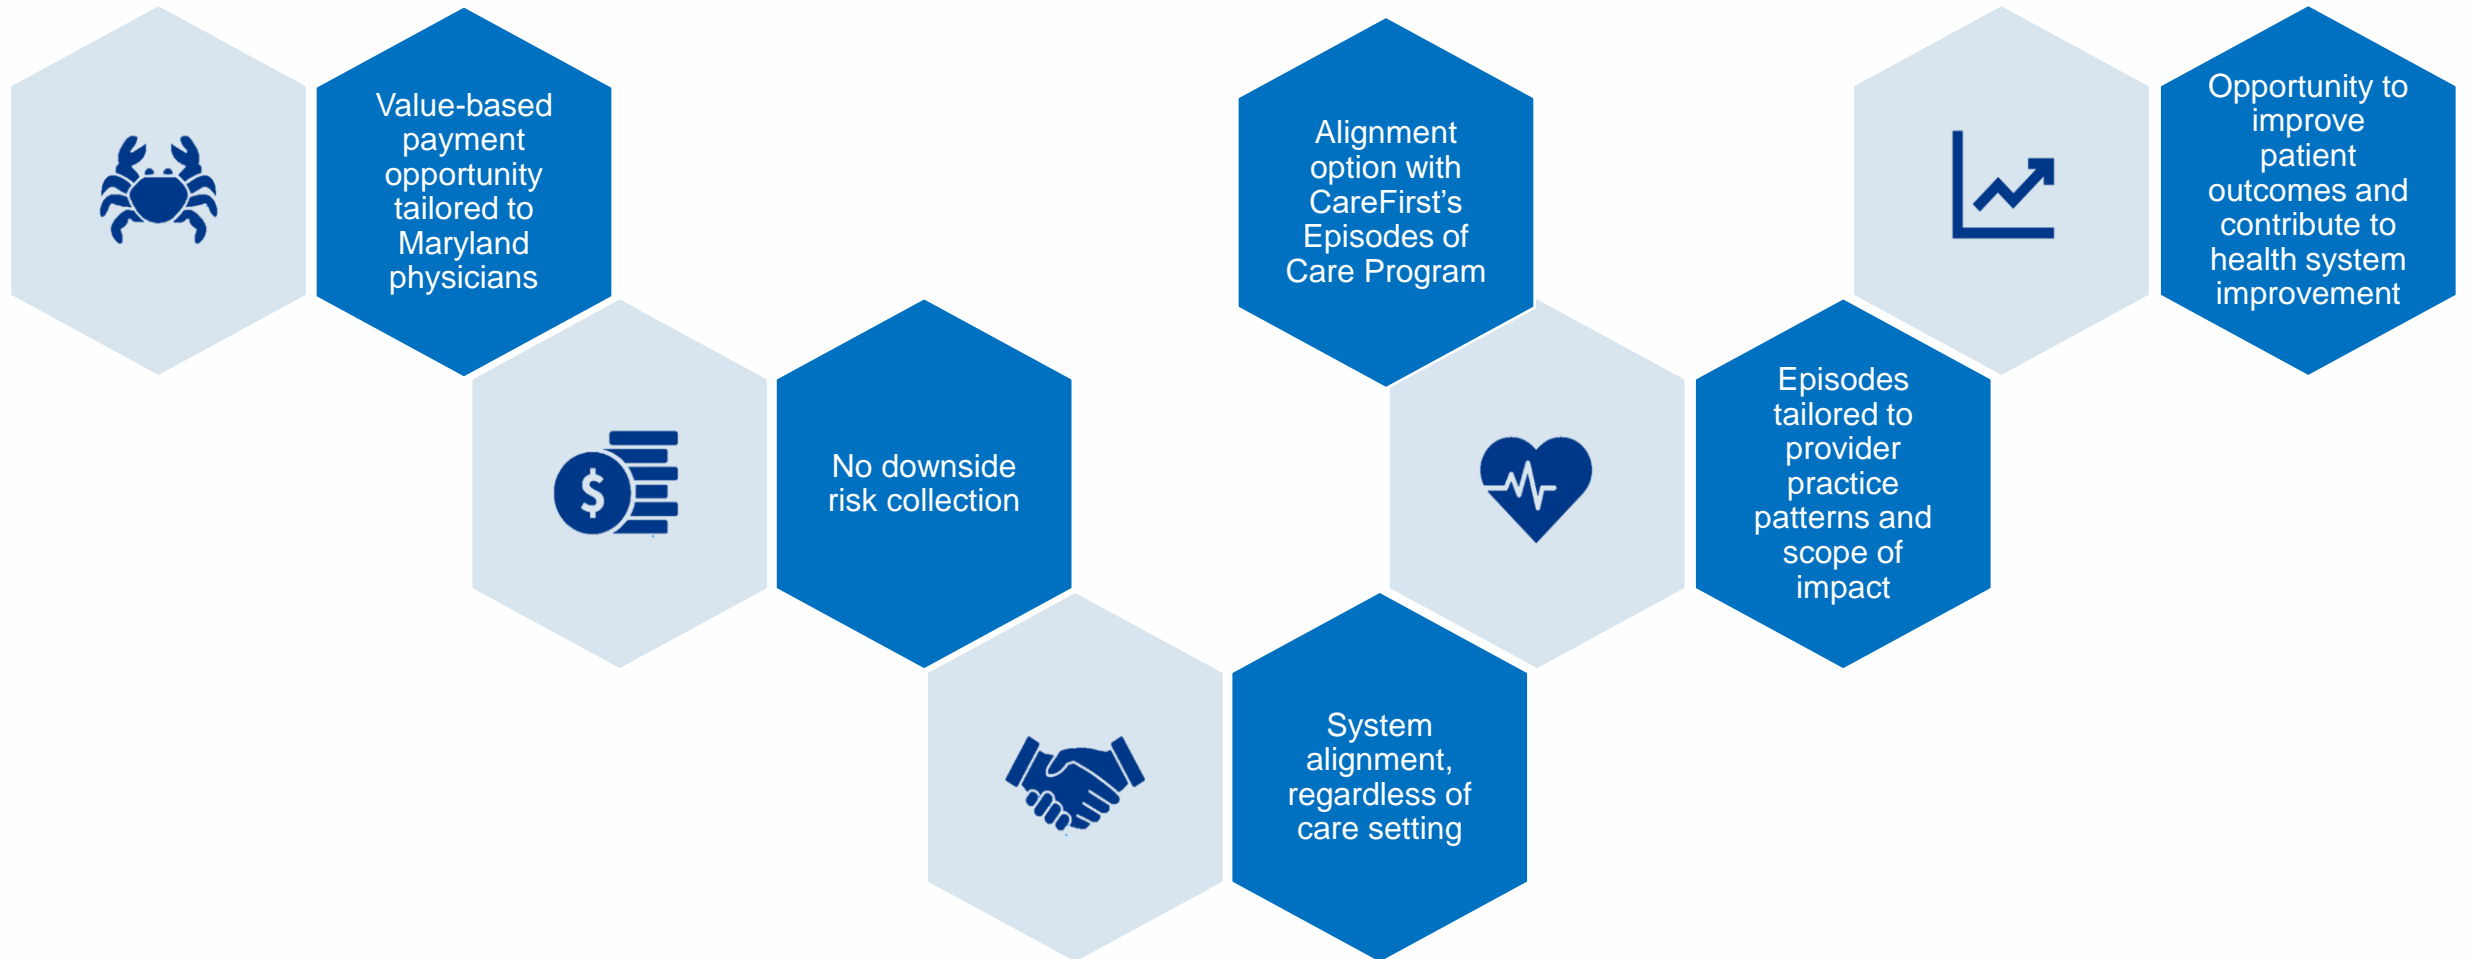 Value-based
payment
opportunity
tailored to
Maryland
physicians
No downside
risk collection
System
alignment,
regardless of
care setting
Alignment
option with
CareFirst’s
Episodes of
Care Program
Episodes
tailored to
provider
practice
patterns and
scope of
impact
Opportunity to
improve
patient
outcomes and
contribute to
health system
improvement
$